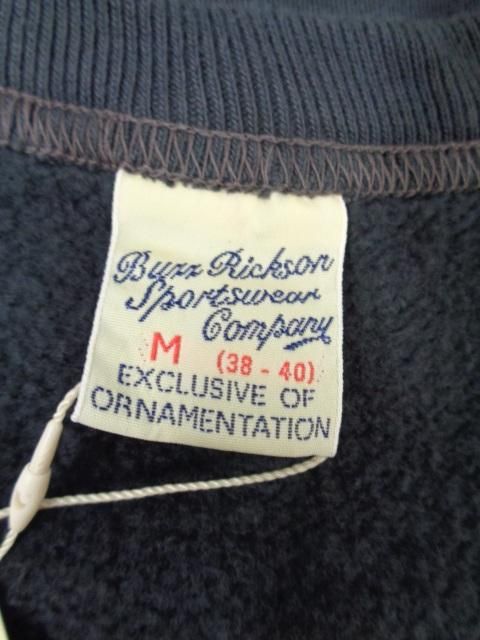 Buzz Rickson
Sportswear
Company
M (38 - 40)
EXCLUSIVE OF
ORNAMENTATION